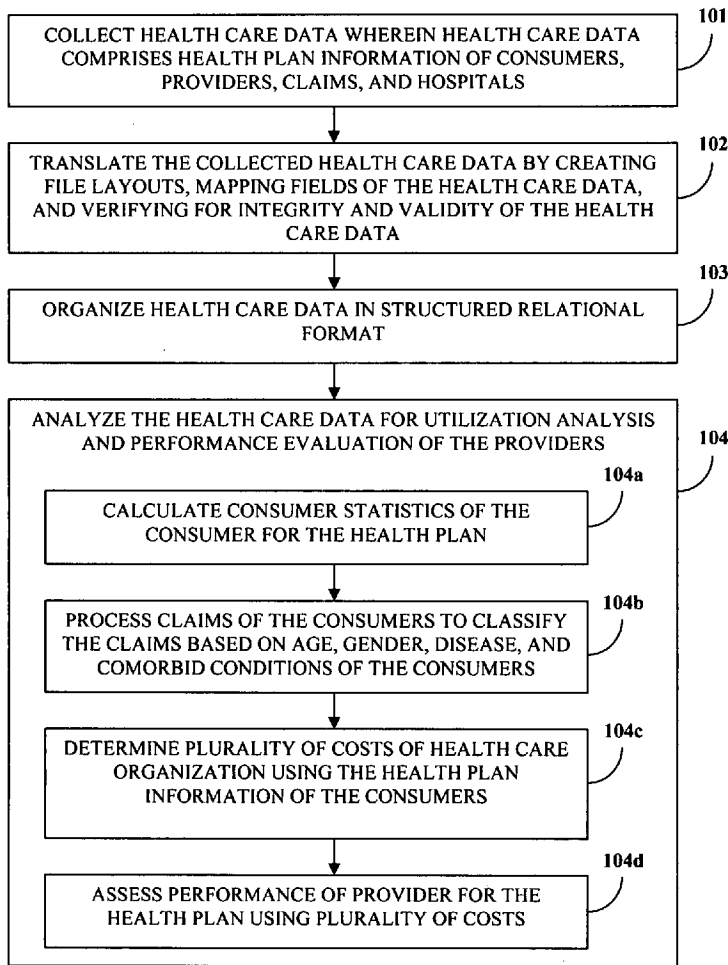 101
COLLECT HEALTH CARE DATA WHEREIN HEALTH CARE DATA
COMPRISES HEALTH PLAN INFORMATION OF CONSUMERS,
PROVIDERS, CLAIMS, AND HOSPITALS
102
TRANSLATE THE COLLECTED HEALTH CARE DATA BY CREATING
FILE LAYOUTS, MAPPING FIELDS OF THE HEALTH CARE DATA,
AND VERIFYING FOR INTEGRITY AND VALIDITY OF THE HEALTH
CARE DATA
103
ORGANIZE HEALTH CARE DATA IN STRUCTURED RELATIONAL
FORMAT
104
ANALYZE THE HEALTH CARE DATA FOR UTILIZATION ANALYSIS
AND PERFORMANCE EVALUATION OF THE PROVIDERS
104a
CALCULATE CONSUMER STATISTICS OF THE
CONSUMER FOR THE HEALTH PLAN
104b
PROCESS CLAIMS OF THE CONSUMERS TO CLASSIFY
THE CLAIMS BASED ON AGE, GENDER, DISEASE, AND
COMORBID CONDITIONS OF THE CONSUMERS
104c
DETERMINE PLURALITY OF COSTS OF HEALTH CARE
ORGANIZATION USING THE HEALTH PLAN
INFORMATION OF THE CONSUMERS
104d
ASSESS PERFORMANCE OF PROVIDER FOR THE
HEALTH PLAN USING PLURALITY OF COSTS